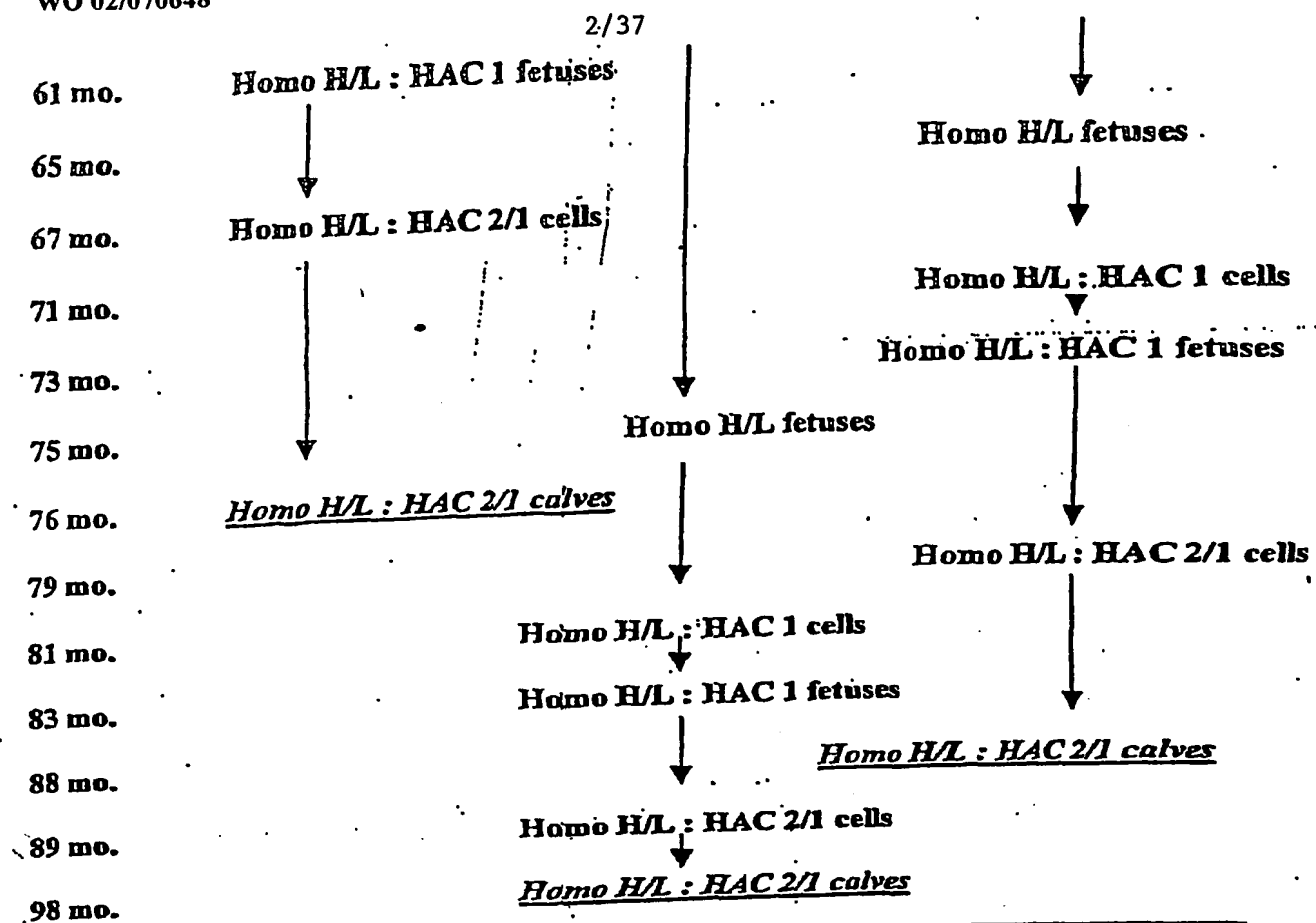 WO 02/070648
2/37
61 mo.
Homo H/L : HAC 1 fetuses
Homo H/L fetuses
65 mo.
67 mo.
Homo H/L : HAC 2/1 cells
Homo H/L : HAC 1 cells
71 mo.
Homo H/L : HAC 1 fetuses
73 mo.
Homo H/L fetuses
75 mo.
76 mo.
Homo H/L : HAC 2/1 calves
Homo H/L : HAC 2/1 cells
79 mo.
Homo H/L : HAC 1 cells
81 mo.
Homo H/L : HAC 1 fetuses
83 mo.
Homo H/L : HAC 2/1 calves
88 mo.
Homo H/L : HAC 2/1 cells
89 mo.
Homo H/L : HAC 2/1 calves
98 mo.